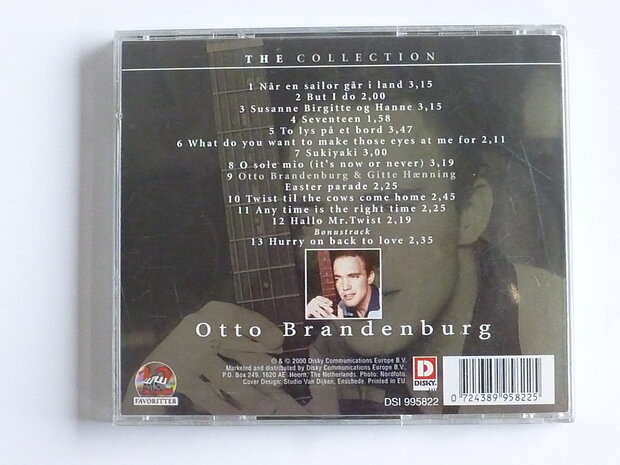 THE COLLECTION
1 Når en sailor går i land 3,15
2 But I do 2,00
3 Susanne Birgitte og Hanne 3,15
4 Seventeen 1,58
5 To lys på et bord 3,47
6 What do you want to make those eyes at me for 2,11
7 Sukiyaki 3,00
8 O sole mio (it's now or never) 3,19
9 Otto Brandenburg & Gitte Hænning
Easter parade 2,25
10 Twist til the cows come home 2,45
11 Any time is the right time 2,25
12 Hallo Mr.Twist 2,19
Bonustrack
13 Hurry on back to love 2,35
Otto Brandenburg
℗ & © 2000 Disky Communications Europe B.V.
Marketed and distributed by Disky Communications Europe B.V.,
P.O. Box 249, 1620 AE Hoorn, The Netherlands. Photo: Nordfoto.
Cover Design: Studio Van Dijken, Enschede. Printed in EU.
FAVORITTER
D
DISKY
DSI 995822
0 724389 958225